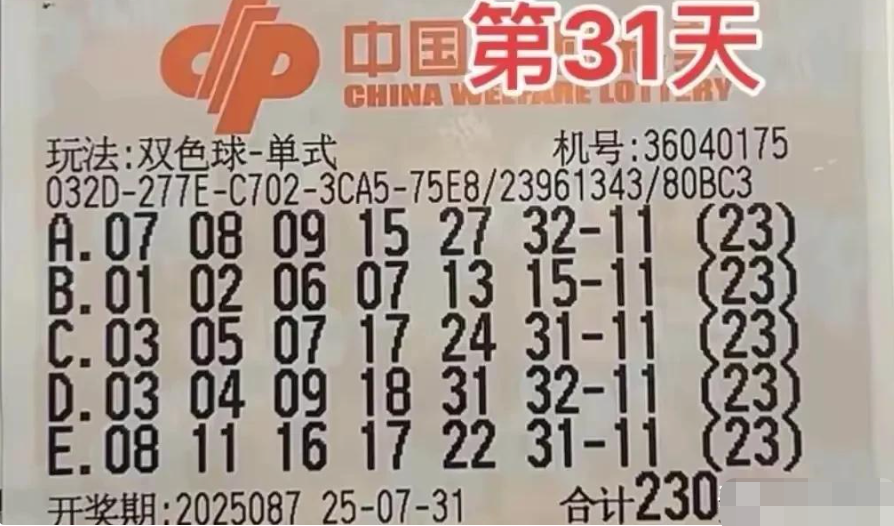 中国
第31天
CHINA WELFARE LOTTERY
玩法:双色球-单式 机号:36040175
032D-277E-C702-3CA5-75E8/23961343/80BC3
A.07 08 09 15 27 32-11 (23)
B.01 02 06 07 13 15-11 (23)
C.03 05 07 17 24 31-11 (23)
D.03 04 09 18 31 32-11 (23)
E.08 11 16 17 22 31-11 (23)
开奖期:2025087 25-07-31 合计230